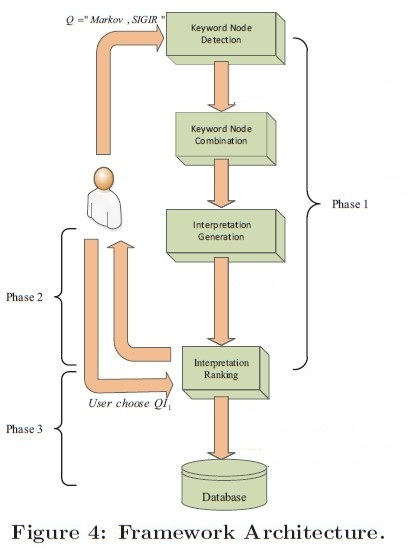 Q ="Markov , SIGIR "
Keyword Node
Detection
Keyword Node
Combination
Phase 1
Interpretation
Generation
Phase 2
Interpretation
Ranking
User choose QI₁
Phase 3
Database
Figure 4: Framework Architecture.